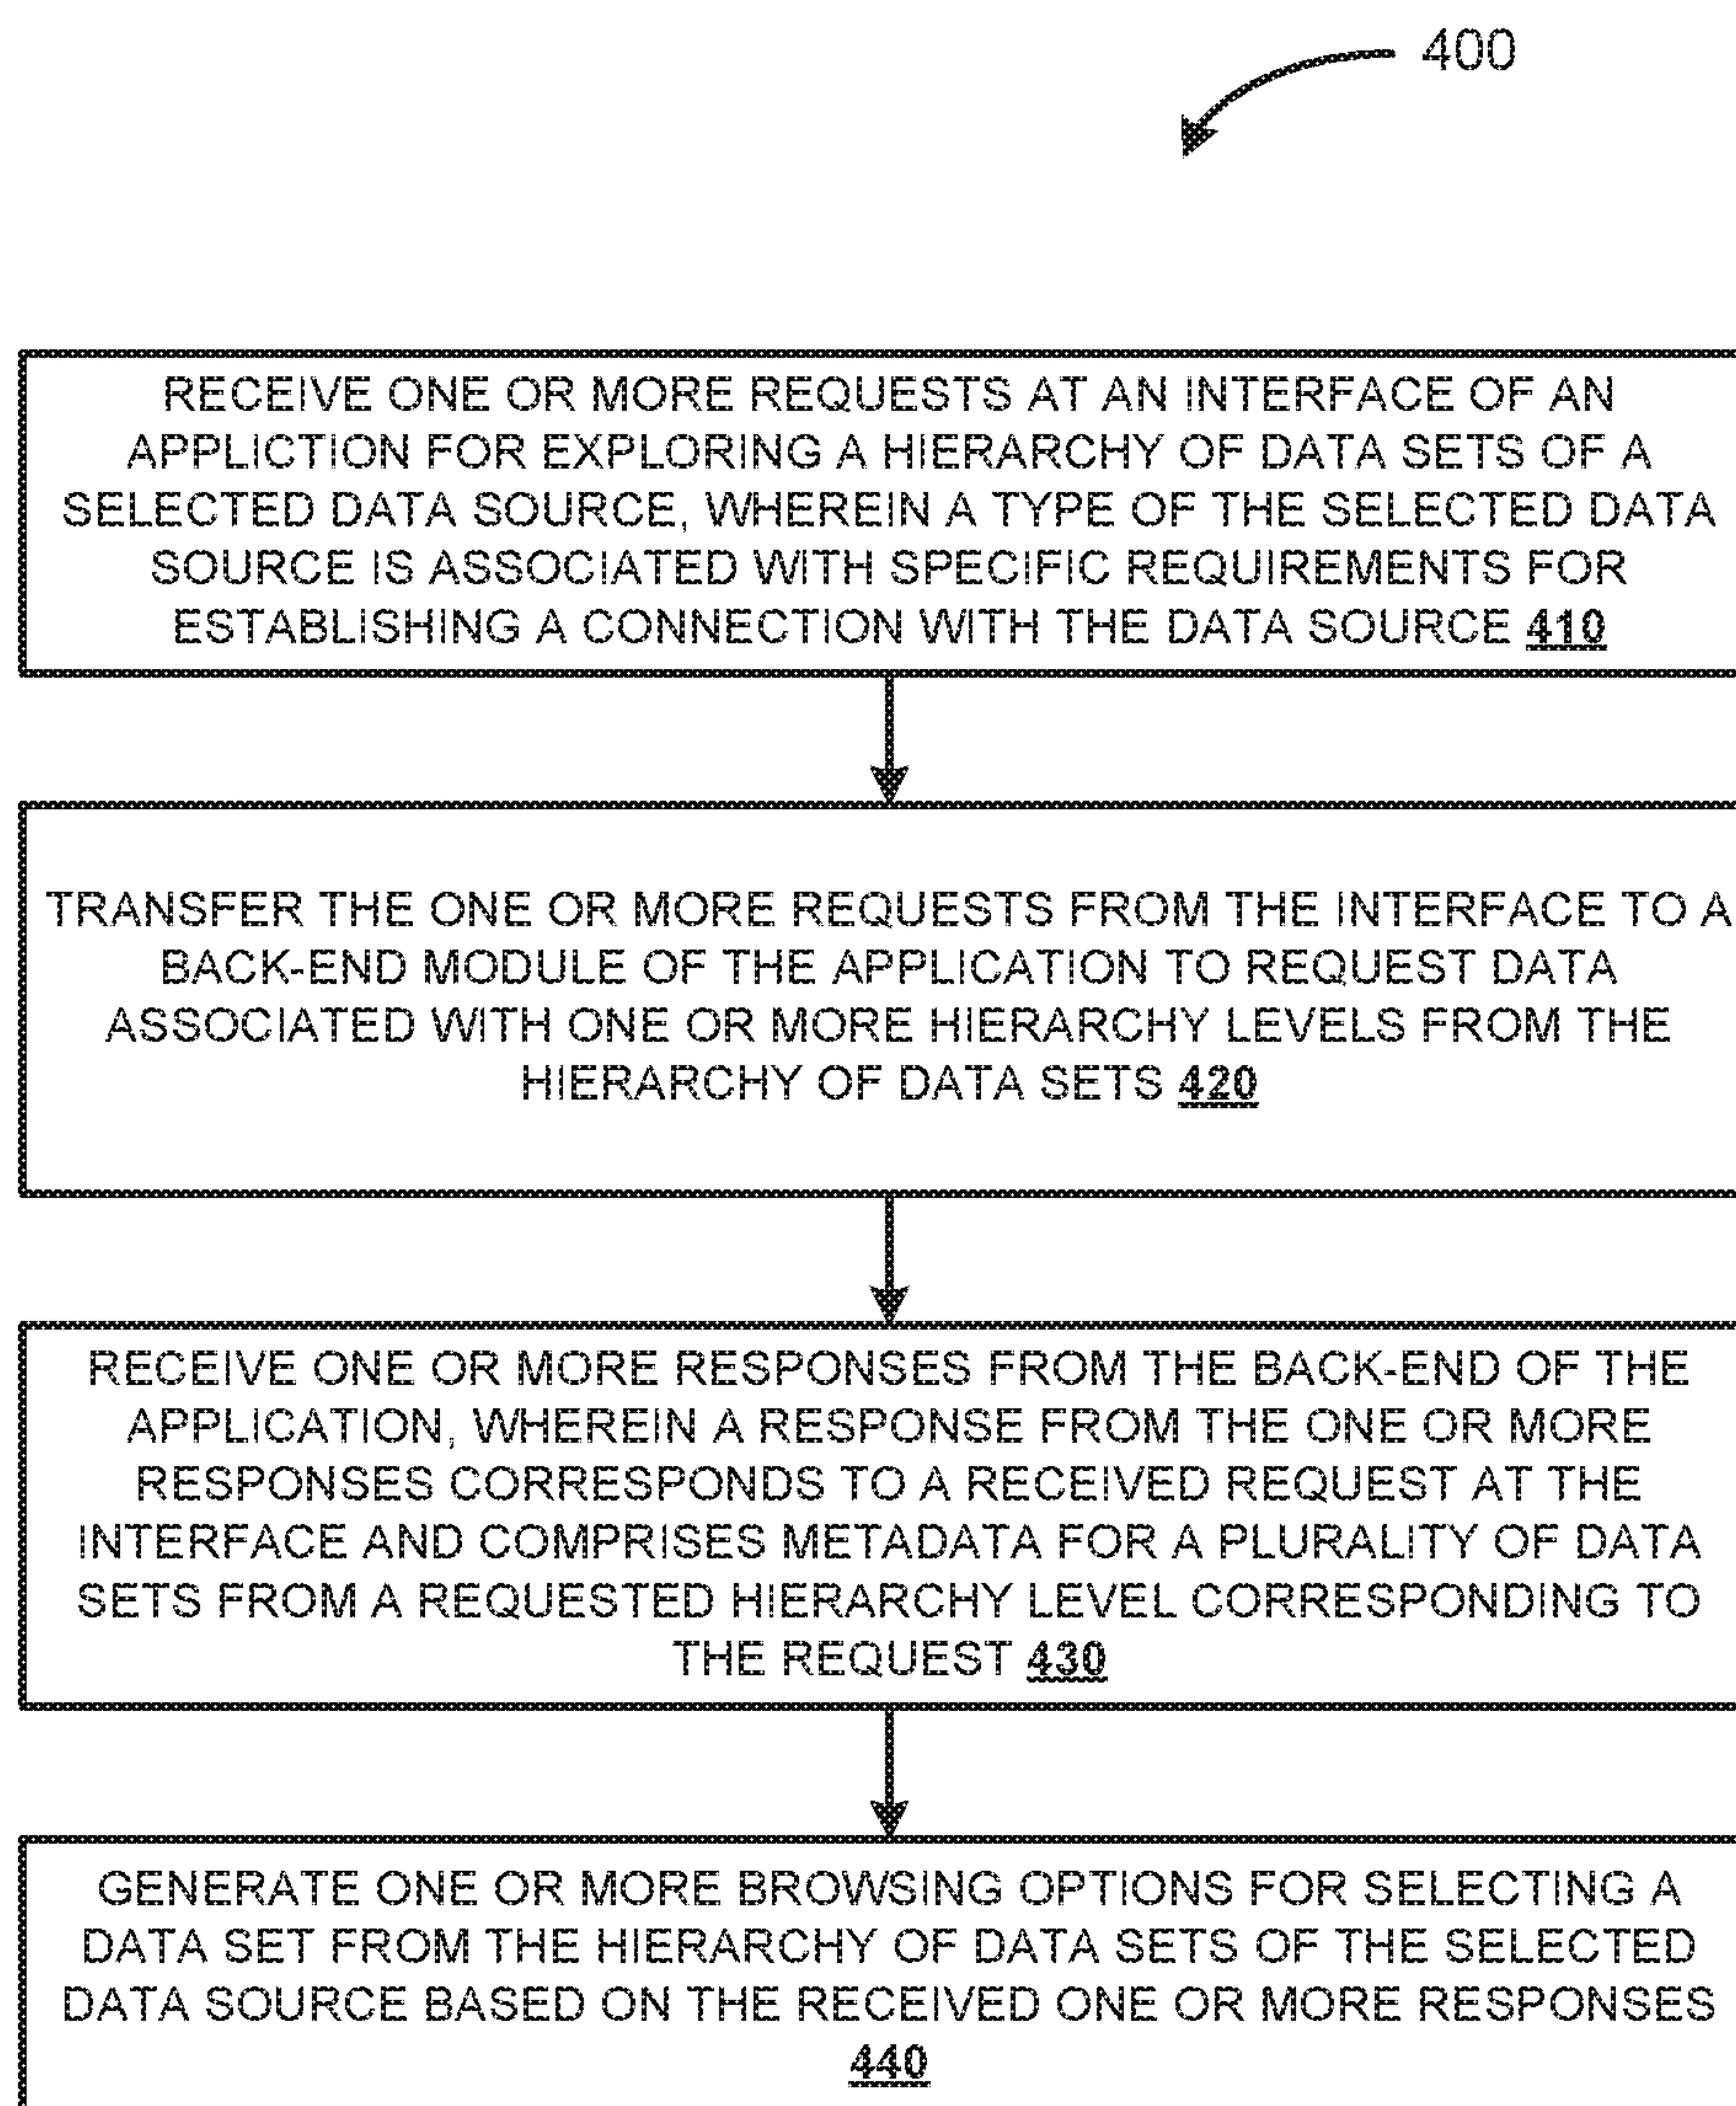 400
RECEIVE ONE OR MORE REQUESTS AT AN INTERFACE OF AN
APPLICTION FOR EXPLORING A HIERARCHY OF DATA SETS OF A
SELECTED DATA SOURCE, WHEREIN A TYPE OF THE SELECTED DATA
SOURCE IS ASSOCIATED WITH SPECIFIC REQUIREMENTS FOR
ESTABLISHING A CONNECTION WITH THE DATA SOURCE 410
TRANSFER THE ONE OR MORE REQUESTS FROM THE INTERFACE TO A
BACK-END MODULE OF THE APPLICATION TO REQUEST DATA
ASSOCIATED WITH ONE OR MORE HIERARCHY LEVELS FROM THE
HIERARCHY OF DATA SETS 420
RECEIVE ONE OR MORE RESPONSES FROM THE BACK-END OF THE
APPLICATION, WHEREIN A RESPONSE FROM THE ONE OR MORE
RESPONSES CORRESPONDS TO A RECEIVED REQUEST AT THE
INTERFACE AND COMPRISES METADATA FOR A PLURALITY OF DATA
SETS FROM A REQUESTED HIERARCHY LEVEL CORRESPONDING TO
THE REQUEST 430
GENERATE ONE OR MORE BROWSING OPTIONS FOR SELECTING A
DATA SET FROM THE HIERARCHY OF DATA SETS OF THE SELECTED
DATA SOURCE BASED ON THE RECEIVED ONE OR MORE RESPONSES
440